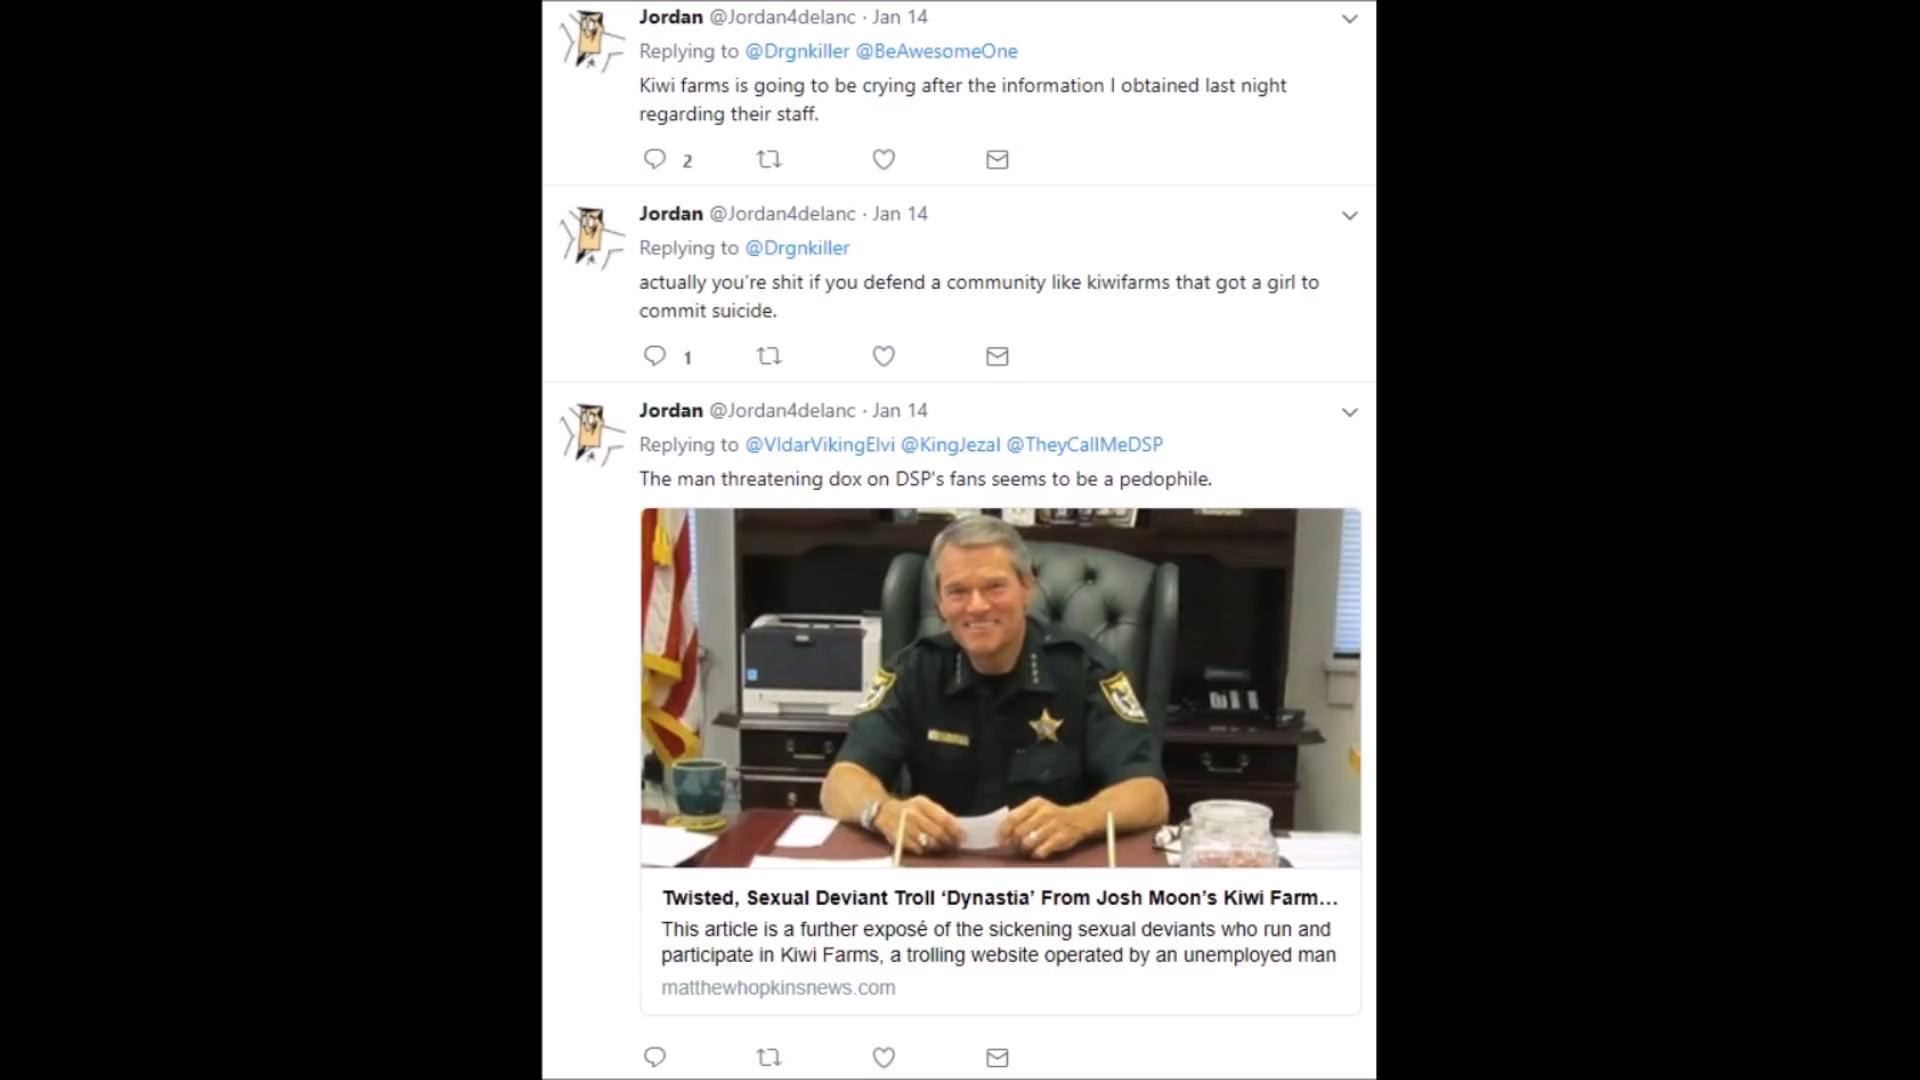 Jordan @Jordan4delanc · Jan 14
Replying to @Drgnkiller @BeAwesomeOne
Kiwi farms is going to be crying after the information I obtained last night
regarding their staff.
2
Jordan @Jordan4delanc · Jan 14
Replying to @Drgnkiller
actually you're shit if you defend a community like kiwifarms that got a girl to
commit suicide.
1
Jordan @Jordan4delanc · Jan 14
Replying to @VldarVikingElvi @KingJezal @TheyCallMeDSP
The man threatening dox on DSP's fans seems to be a pedophile.
Twisted, Sexual Deviant Troll ‘Dynastia’ From Josh Moon’s Kiwi Farm...
This article is a further exposé of the sickening sexual deviants who run and
participate in Kiwi Farms, a trolling website operated by an unemployed man
matthewhopkinsnews.com